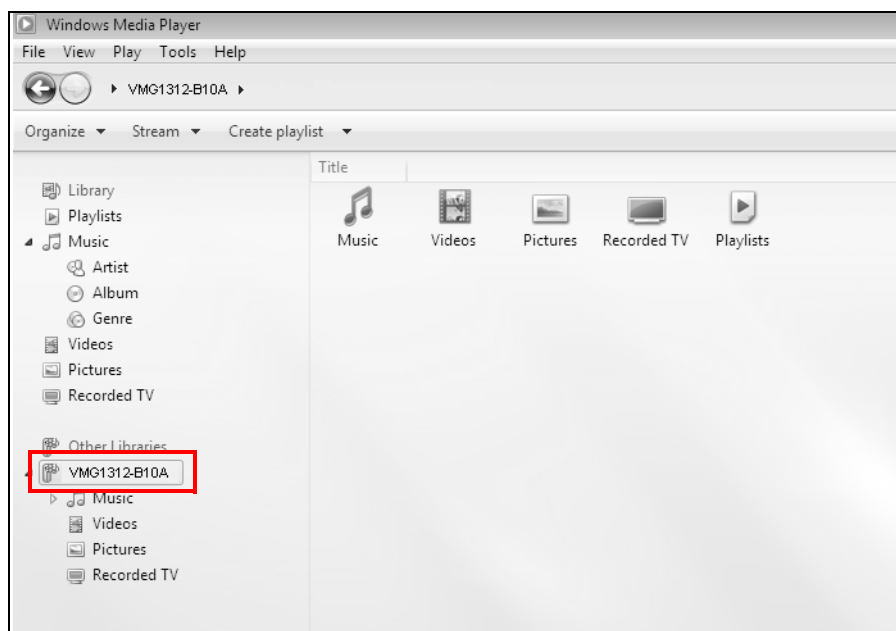 Windows Media Player
File View Play Tools Help
VMG1312-B10A
Organize Stream Create playlist
Title
Library
Playlists
Music
Artist
Album
Genre
Videos
Pictures
Recorded TV
Other Libraries
VMG1312-B10A
Music
Videos
Pictures
Recorded TV
Music Videos Pictures Recorded TV Playlists